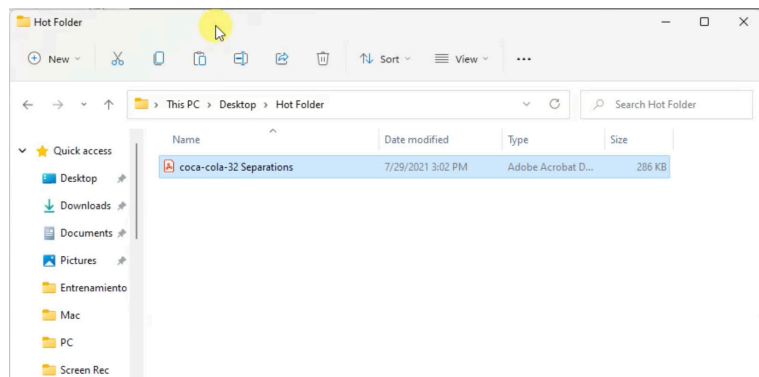 Hot Folder
New
Sort
View
This PC > Desktop > Hot Folder
Search Hot Folder
Quick access
Desktop
Downloads
Documents
Pictures
Entrenamiento
Mac
PC
Screen Rec
Name
Date modified
Type
Size
coca-cola-32 Separations
7/29/2021 3:02 PM
Adobe Acrobat D...
286 KB